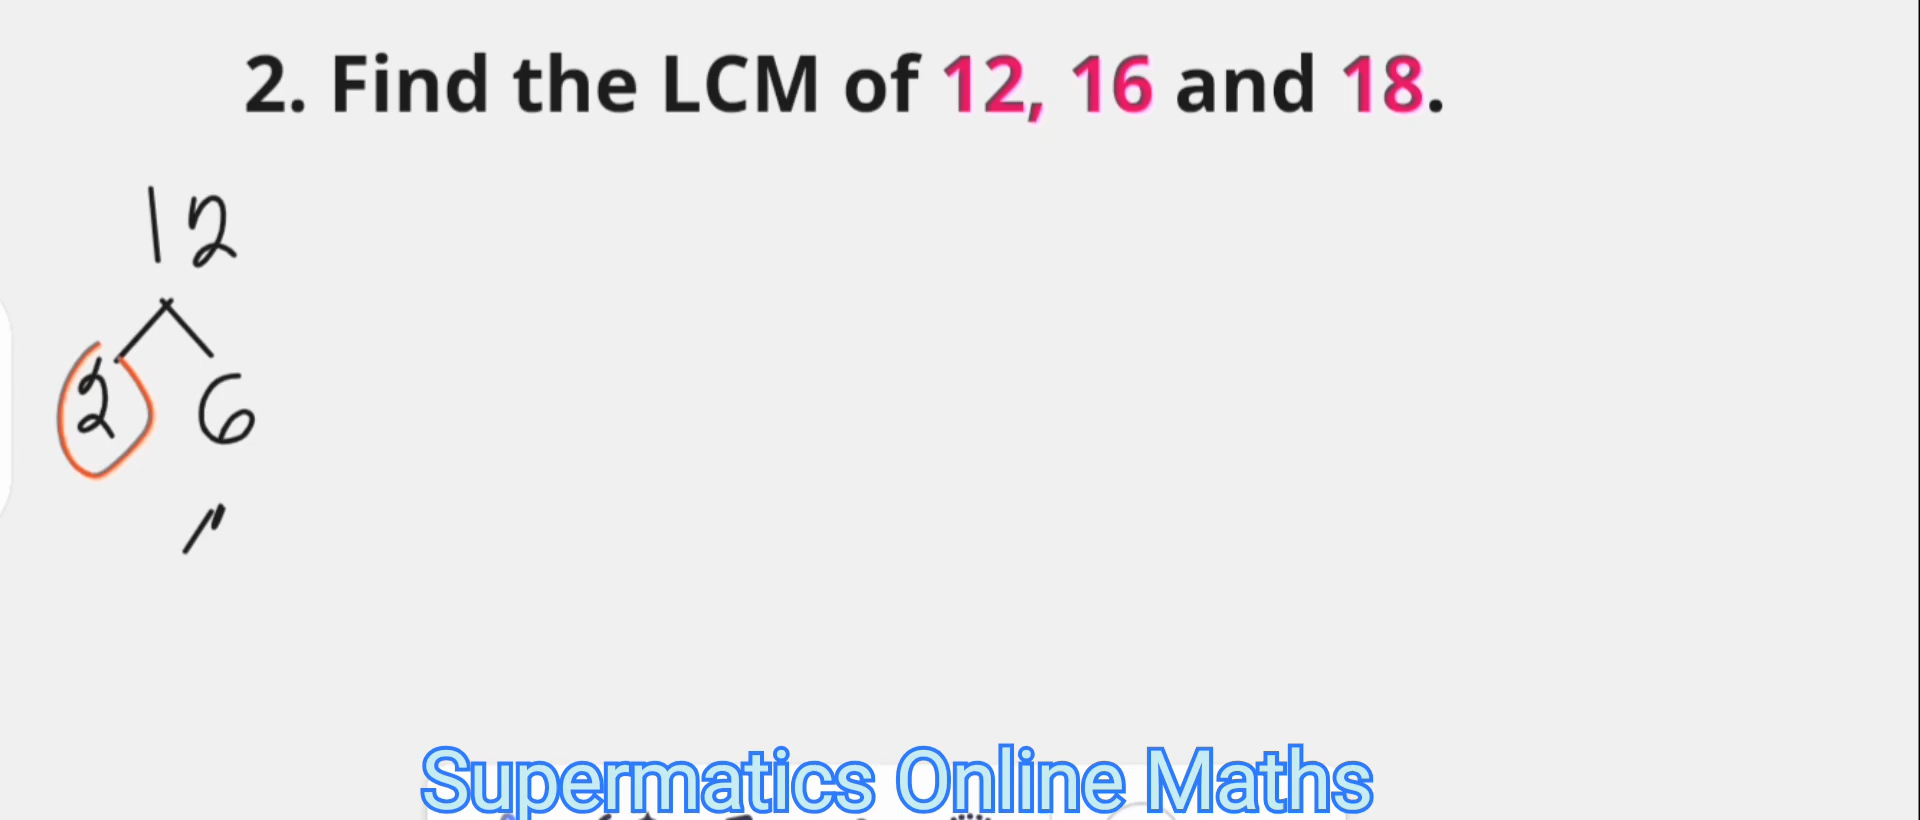 2. Find the LCM of 12, 16 and 18.
12
2 6
Supermatics Online Maths